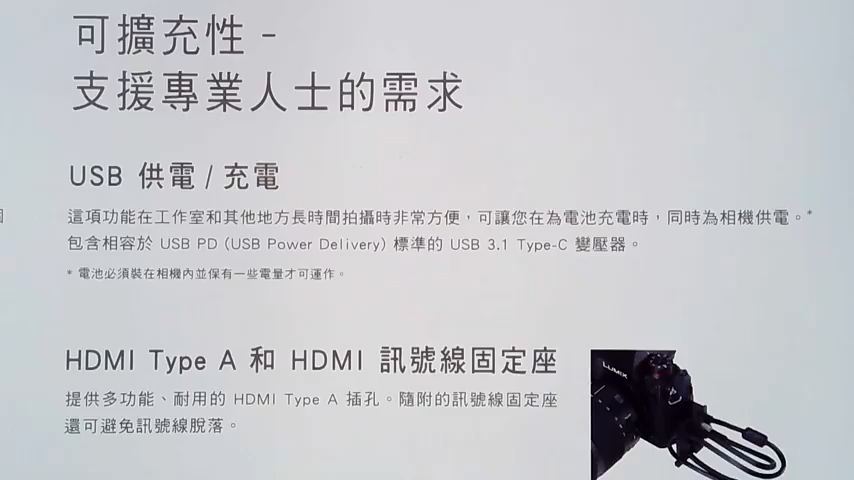 可擴充性 -
支援專業人士的需求
USB 供電 / 充電
這項功能在工作室和其他地方長時間拍攝時非常方便，可讓您在為電池充電時，同時為相機供電。*
包含相容於 USB PD (USB Power Delivery) 標準的 USB 3.1 Type-C 變壓器。
* 電池必須裝在相機內並保有一些電量才可運作。
HDMI Type A 和 HDMI 訊號線固定座
提供多功能、耐用的 HDMI Type A 插孔。隨附的訊號線固定座
還可避免訊號線脫落。
LUMIX